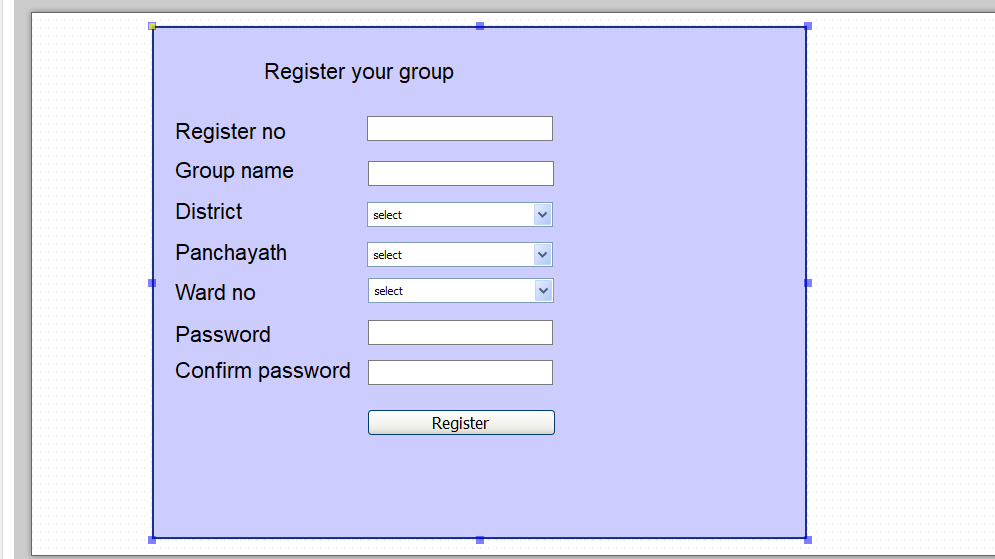 Register your group
Register no
Group name
District select
Panchayath select
Ward no select
Password
Confirm password
Register